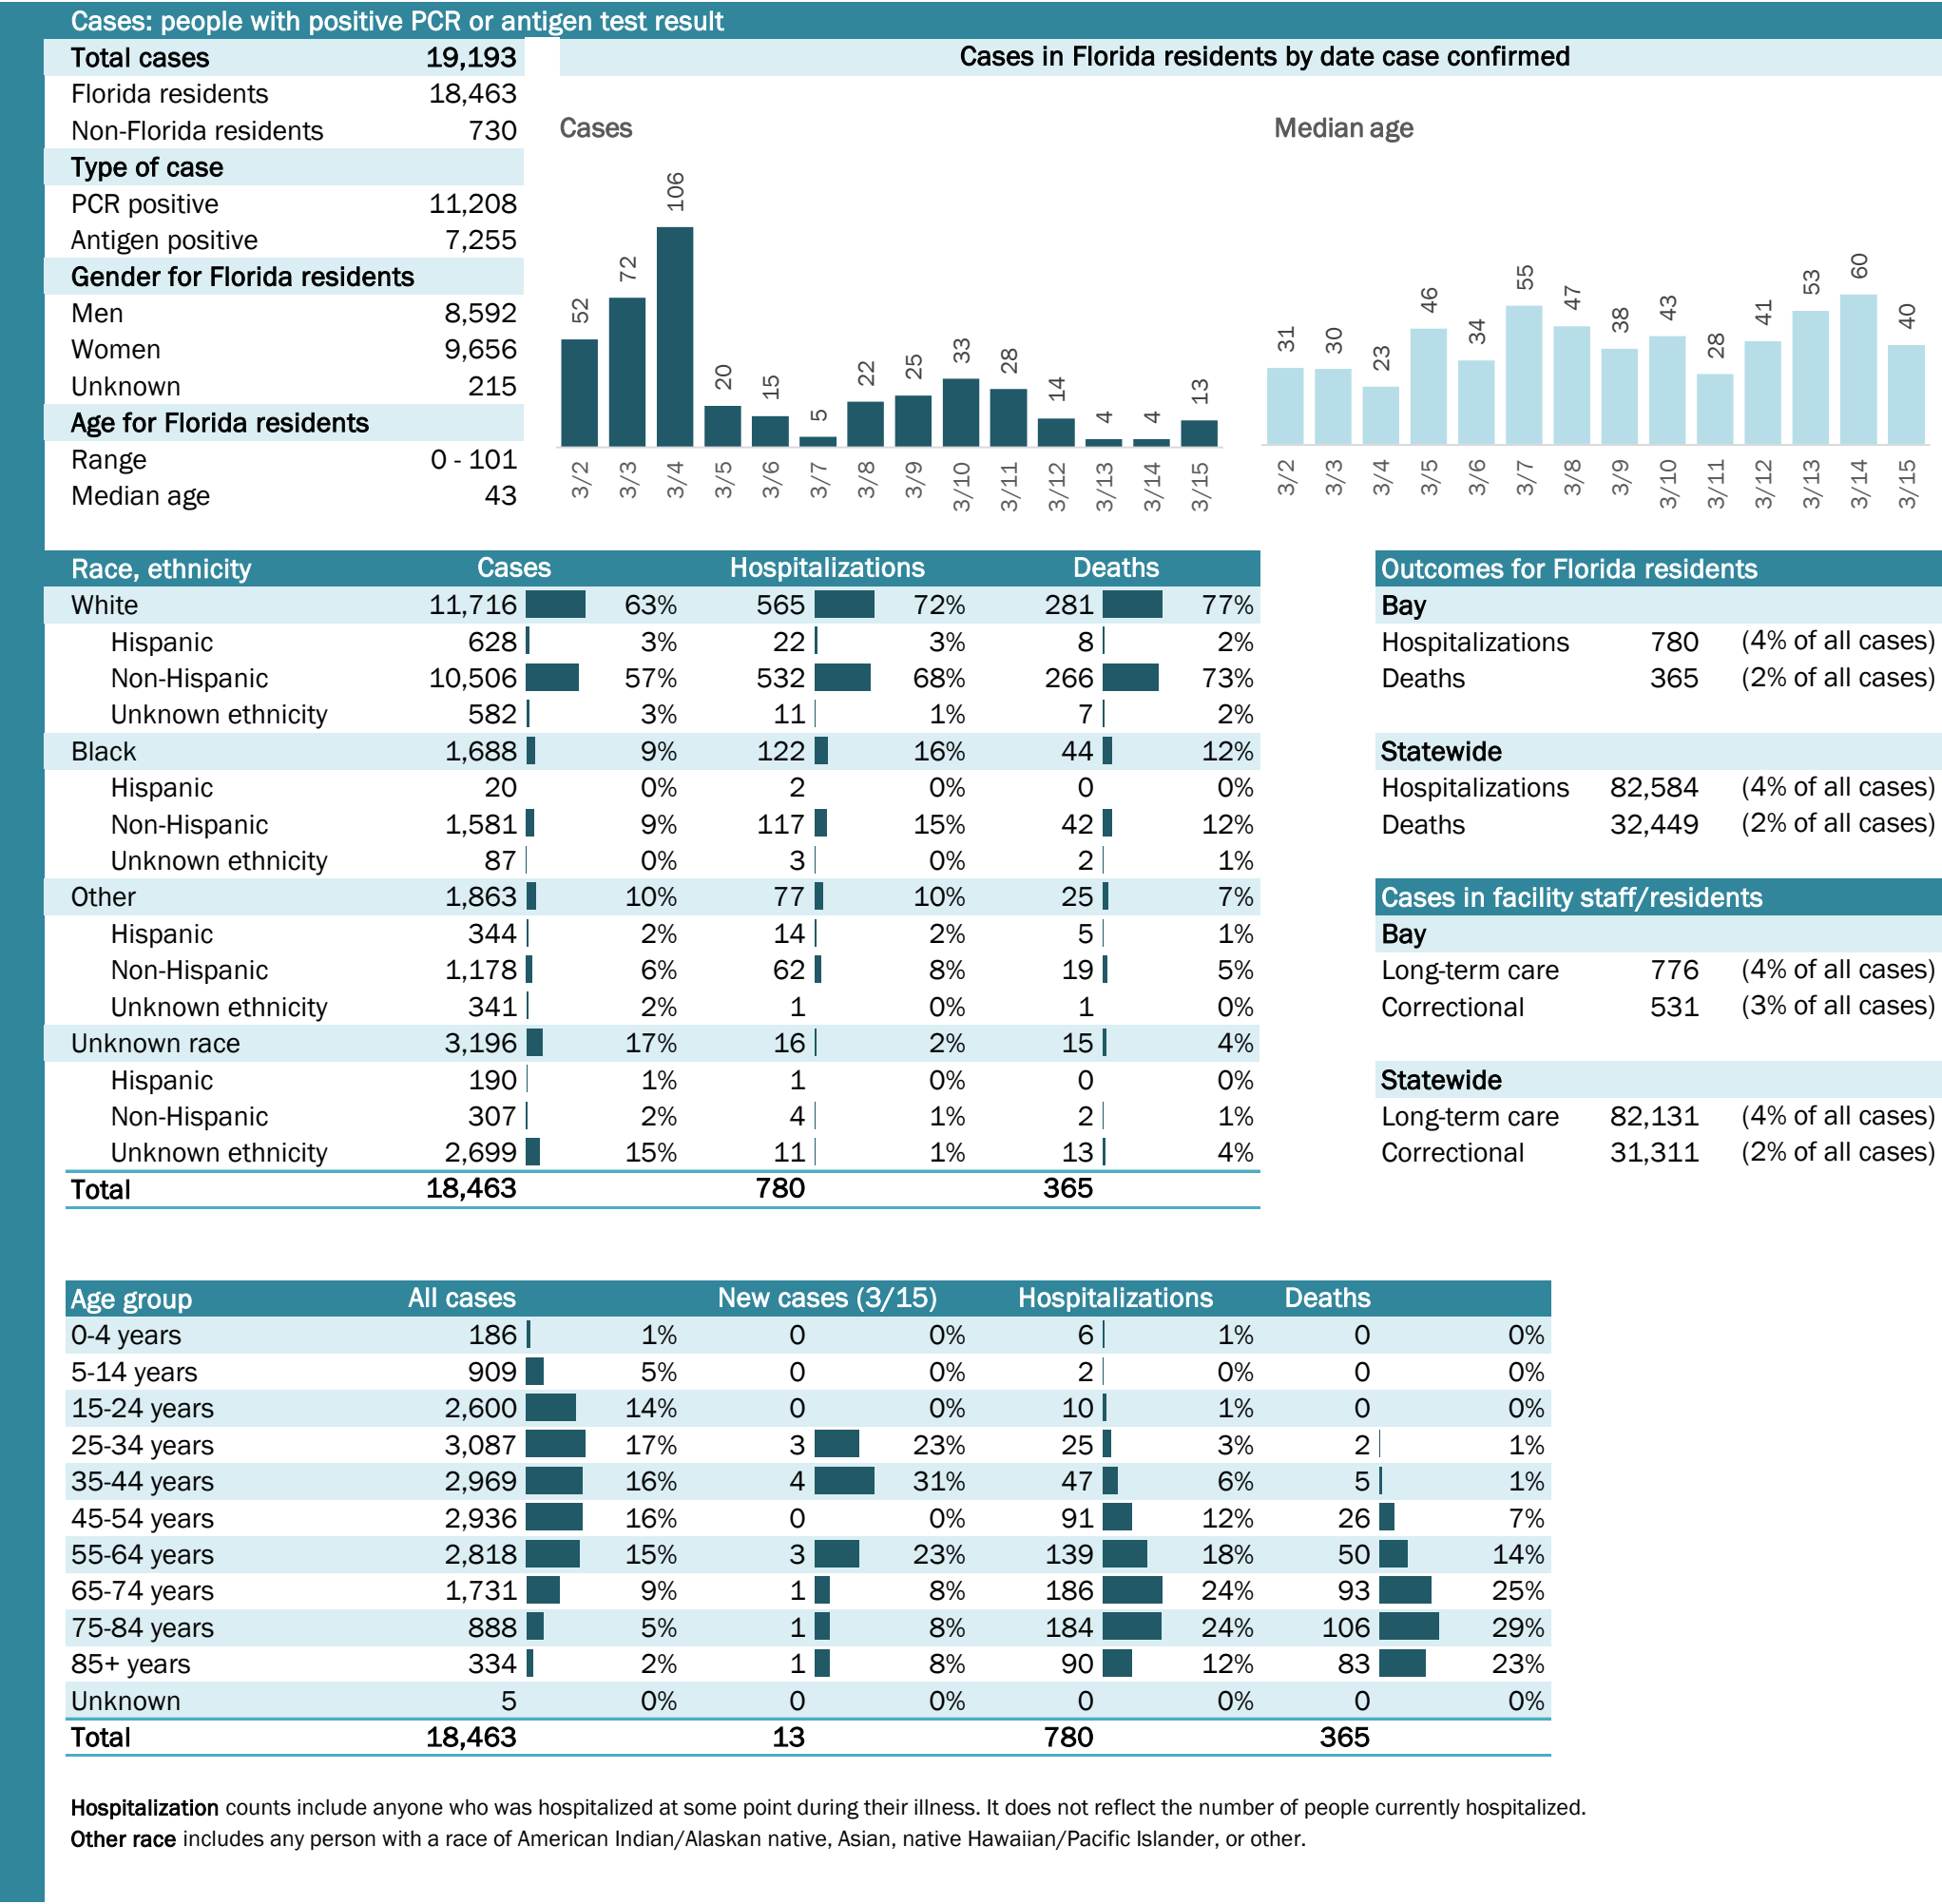 Cases: people with positive PCR or antigen test result
Total cases 19,193
Florida residents 18,463
Non-Florida residents 730
Type of case
PCR positive 11,208
Antigen positive 7,255
Gender for Florida residents
Men 8,592
Women 9,656
Unknown 215
Age for Florida residents
Range 0 - 101
Median age 43
Cases in Florida residents by date case confirmed
Cases
52 72 106 20 15 5 22 25 33 28 14 4 4 13
3/2 3/3 3/4 3/5 3/6 3/7 3/8 3/9 3/10 3/11 3/12 3/13 3/14 3/15
Median age
31 30 23 46 34 55 47 38 43 28 41 53 60 40
3/2 3/3 3/4 3/5 3/6 3/7 3/8 3/9 3/10 3/11 3/12 3/13 3/14 3/15
Race, ethnicity Cases Hospitalizations Deaths
White 11,716 63% 565 72% 281 77%
Hispanic 628 3% 22 3% 8 2%
Non-Hispanic 10,506 57% 532 68% 266 73%
Unknown ethnicity 582 3% 11 1% 7 2%
Black 1,688 9% 122 16% 44 12%
Hispanic 20 0% 2 0% 0 0%
Non-Hispanic 1,581 9% 117 15% 42 12%
Unknown ethnicity 87 0% 3 0% 2 1%
Other 1,863 10% 77 10% 25 7%
Hispanic 344 2% 14 2% 5 1%
Non-Hispanic 1,178 6% 62 8% 19 5%
Unknown ethnicity 341 2% 1 0% 1 0%
Unknown race 3,196 17% 16 2% 15 4%
Hispanic 190 1% 1 0% 0 0%
Non-Hispanic 307 2% 4 1% 2 1%
Unknown ethnicity 2,699 15% 11 1% 13 4%
Total 18,463 780 365
Outcomes for Florida residents
Bay
Hospitalizations 780 (4% of all cases)
Deaths 365 (2% of all cases)
Statewide
Hospitalizations 82,584 (4% of all cases)
Deaths 32,449 (2% of all cases)
Cases in facility staff/residents
Bay
Long-term care 776 (4% of all cases)
Correctional 531 (3% of all cases)
Statewide
Long-term care 82,131 (4% of all cases)
Correctional 31,311 (2% of all cases)
Age group All cases New cases (3/15) Hospitalizations Deaths
0-4 years 186 1% 0 0% 6 1% 0 0%
5-14 years 909 5% 0 0% 2 0% 0 0%
15-24 years 2,600 14% 0 0% 10 1% 0 0%
25-34 years 3,087 17% 3 23% 25 3% 2 1%
35-44 years 2,969 16% 4 31% 47 6% 5 1%
45-54 years 2,936 16% 0 0% 91 12% 26 7%
55-64 years 2,818 15% 3 23% 139 18% 50 14%
65-74 years 1,731 9% 1 8% 186 24% 93 25%
75-84 years 888 5% 1 8% 184 24% 106 29%
85+ years 334 2% 1 8% 90 12% 83 23%
Unknown 5 0% 0 0% 0 0% 0 0%
Total 18,463 13 780 365
Hospitalization counts include anyone who was hospitalized at some point during their illness. It does not reflect the number of people currently hospitalized.
Other race includes any person with a race of American Indian/Alaskan native, Asian, native Hawaiian/Pacific Islander, or other.